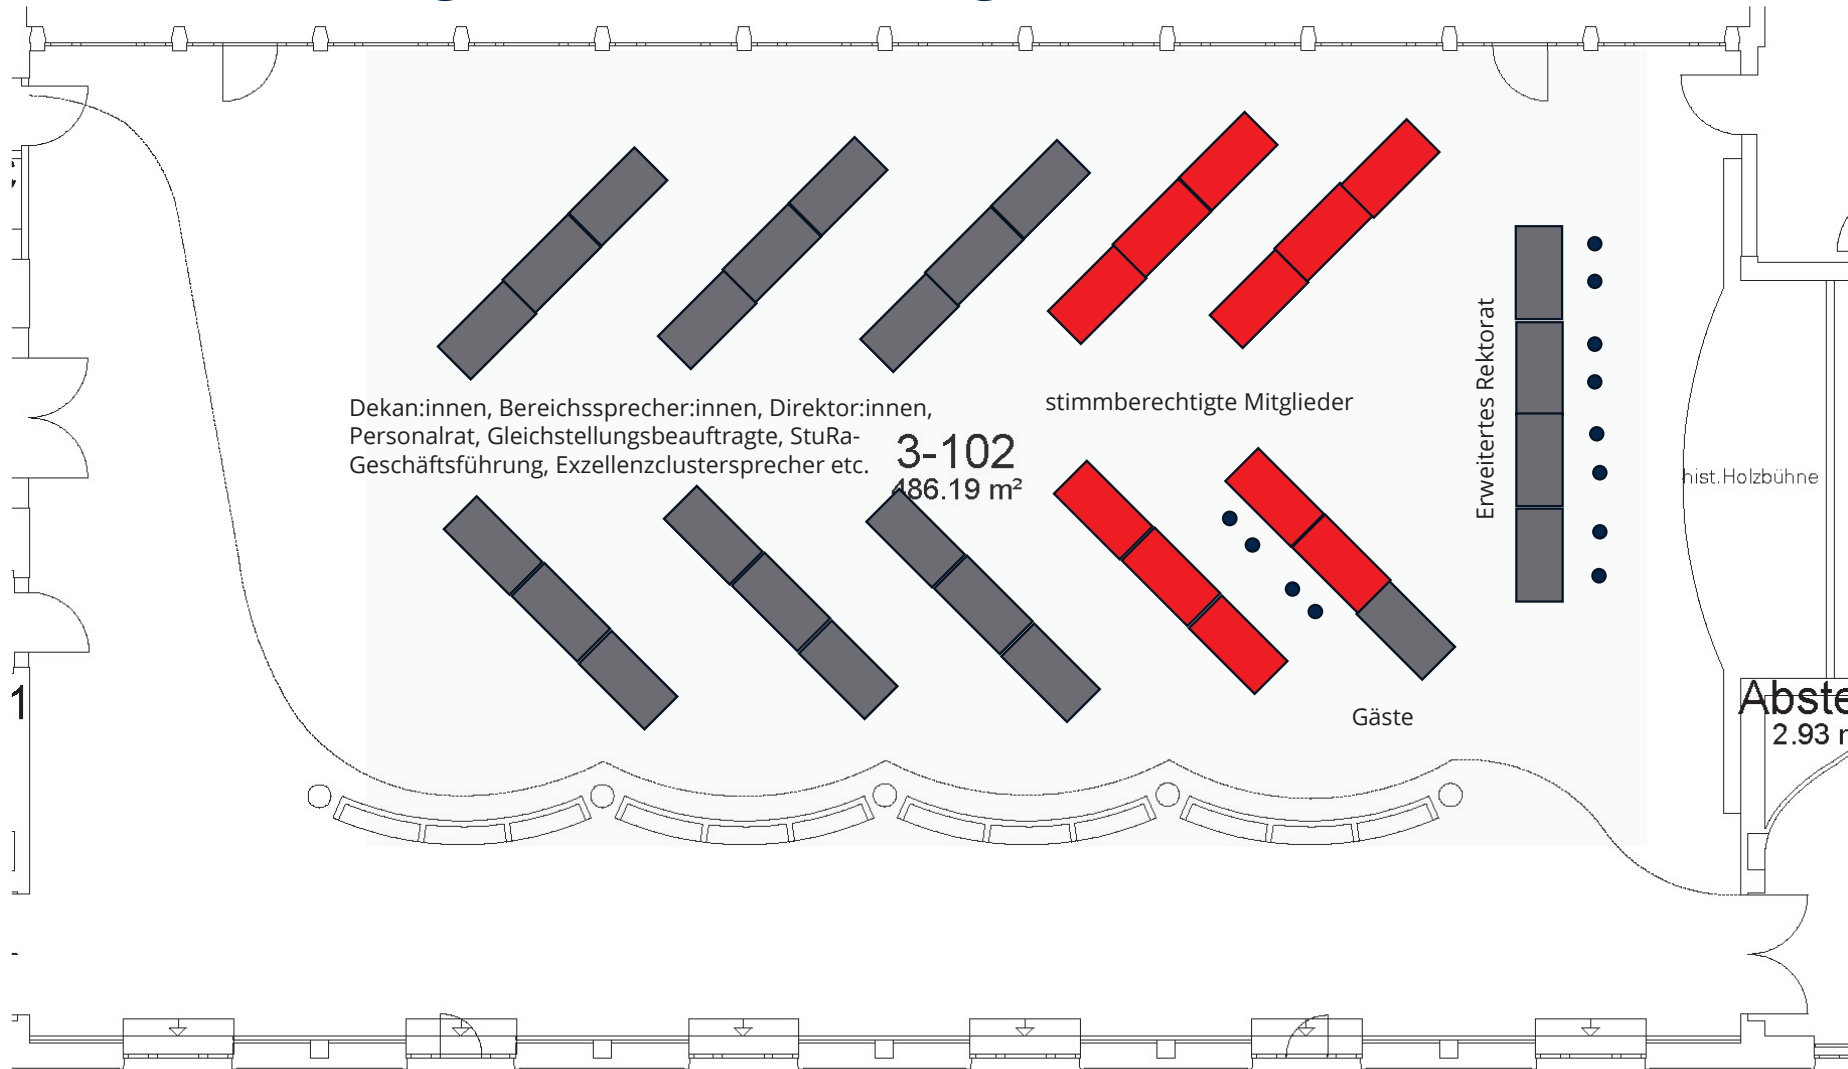 Dekan:innen, Bereichssprecher:innen, Direktor:innen,
Personalrat, Gleichstellungsbeauftragte, StuRa-
Geschäftsführung, Exzellenzclustersprecher etc.
stimmberechtigte Mitglieder
3-102
486.19 m²
Erweitertes Rektorat
hist.Holzbühne
Gäste
1
Abste
2.93